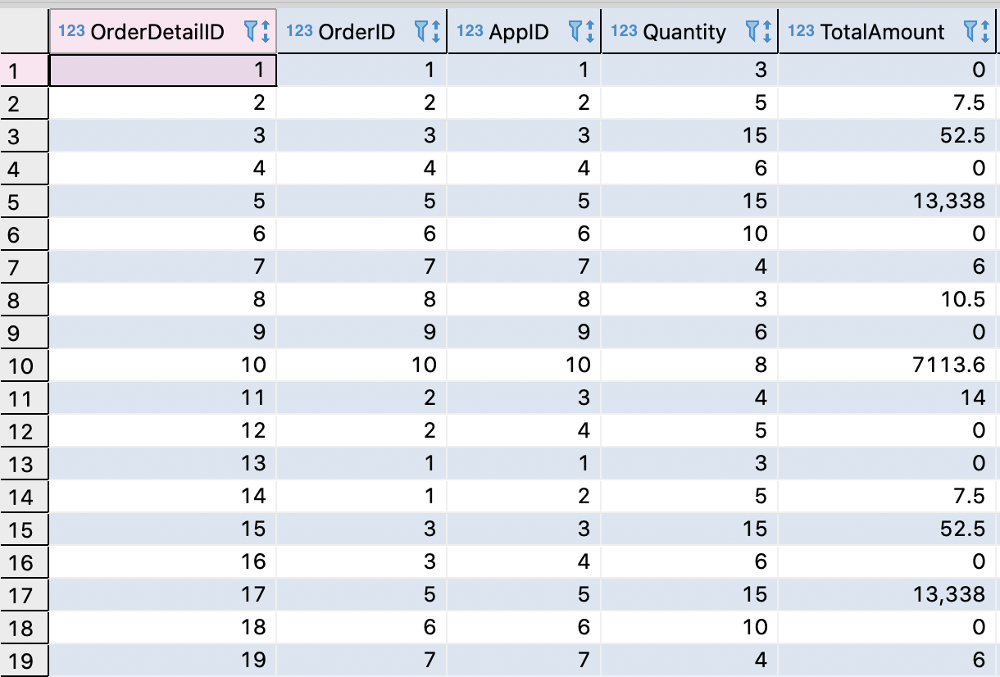 123 OrderDetailID 123 OrderID 123 AppID 123 Quantity 123 TotalAmount
1 1 1 1 3 0
2 2 2 2 5 7.5
3 3 3 3 15 52.5
4 4 4 4 6 0
5 5 5 5 15 13,338
6 6 6 6 10 0
7 7 7 7 4 6
8 8 8 8 3 10.5
9 9 9 9 6 0
10 10 10 10 8 7113.6
11 11 2 3 4 14
12 12 2 4 5 0
13 13 1 1 3 0
14 14 1 2 5 7.5
15 15 3 3 15 52.5
16 16 3 4 6 0
17 17 5 5 15 13,338
18 18 6 6 10 0
19 19 7 7 4 6